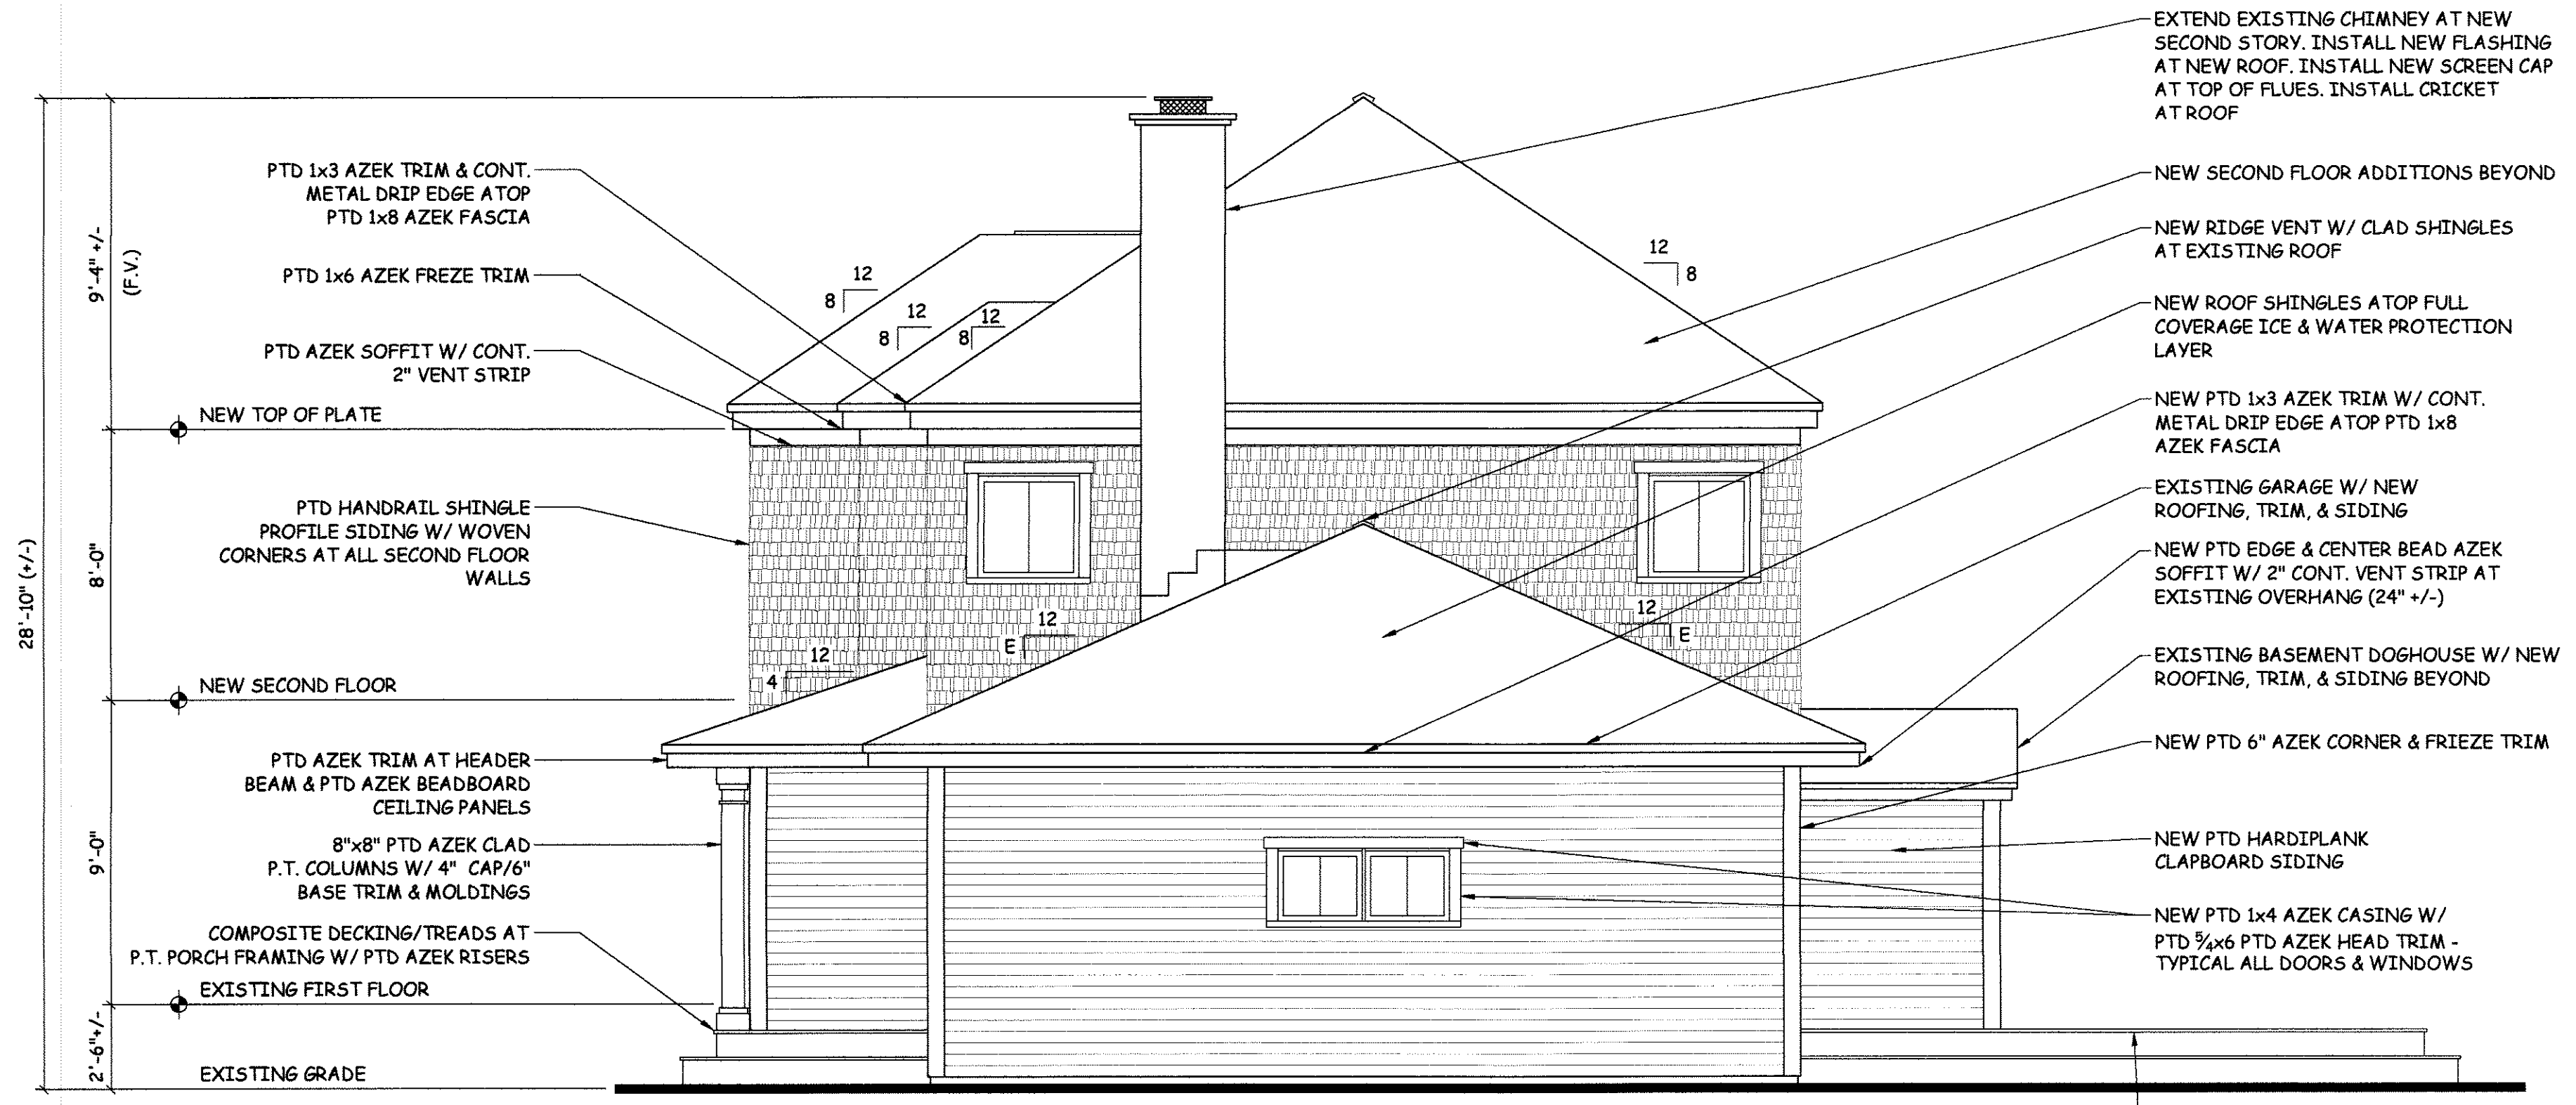 EXTEND EXISTING CHIMNEY AT NEW
SECOND STORY. INSTALL NEW FLASHING
AT NEW ROOF. INSTALL NEW SCREEN CAP
AT TOP OF FLUES. INSTALL CRICKET
AT ROOF
NEW SECOND FLOOR ADDITIONS BEYOND
NEW RIDGE VENT W/ CLAD SHINGLES
AT EXISTING ROOF
NEW ROOF SHINGLES ATOP FULL
COVERAGE ICE & WATER PROTECTION
LAYER
NEW PTD 1x3 AZEK TRIM W/ CONT.
METAL DRIP EDGE ATOP PTD 1x8
AZEK FASCIA
EXISTING GARAGE W/ NEW
ROOFING, TRIM, & SIDING
NEW PTD EDGE & CENTER BEAD AZEK
SOFFIT W/ 2" CONT. VENT STRIP AT
EXISTING OVERHANG (24" +/-)
EXISTING BASEMENT DOGHOUSE W/ NEW
ROOFING, TRIM, & SIDING BEYOND
NEW PTD 6" AZEK CORNER & FRIEZE TRIM
NEW PTD HARDIPLANK
CLAPBOARD SIDING
NEW PTD 1x4 AZEK CASING W/
PTD 5/4x6 PTD AZEK HEAD TRIM -
TYPICAL ALL DOORS & WINDOWS
PTD 1x3 AZEK TRIM & CONT.
METAL DRIP EDGE ATOP
PTD 1x8 AZEK FASCIA
PTD 1x6 AZEK FREZE TRIM
PTD AZEK SOFFIT W/ CONT.
2" VENT STRIP
NEW TOP OF PLATE
PTD HANDRAIL SHINGLE
PROFILE SIDING W/ WOVEN
CORNERS AT ALL SECOND FLOOR
WALLS
NEW SECOND FLOOR
PTD AZEK TRIM AT HEADER
BEAM & PTD AZEK BEADBOARD
CEILING PANELS
8"x8" PTD AZEK CLAD
P.T. COLUMNS W/ 4" CAP/6"
BASE TRIM & MOLDINGS
COMPOSITE DECKING/TREADS AT
P.T. PORCH FRAMING W/ PTD AZEK RISERS
EXISTING FIRST FLOOR
EXISTING GRADE
28'-10" (+/-)
9'-4" +/-
(F.V.)
8'-0"
9'-0"
2'-6"+/-
12
8
12
8
12
8
12
8
12
E
12
E
12
4